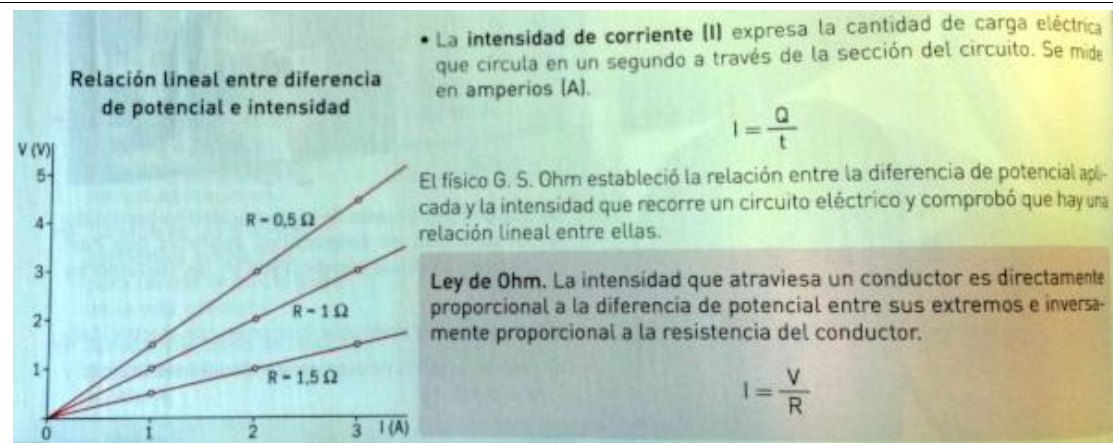 Relación lineal entre diferencia
de potencial e intensidad
V (V)
5
4
3
2
1
R = 0,5 Ω
R = 1 Ω
R = 1,5 Ω
0
1
2
3
I (A)
• La intensidad de corriente (I) expresa la cantidad de carga eléctrica
que circula en un segundo a través de la sección del circuito. Se mide
en amperios (A).
I = Q / t
El físico G. S. Ohm estableció la relación entre la diferencia de potencial apli-
cada y la intensidad que recorre un circuito eléctrico y comprobó que hay una
relación lineal entre ellas.
Ley de Ohm. La intensidad que atraviesa un conductor es directamente
proporcional a la diferencia de potencial entre sus extremos e inversa-
mente proporcional a la resistencia del conductor.
I = V / R